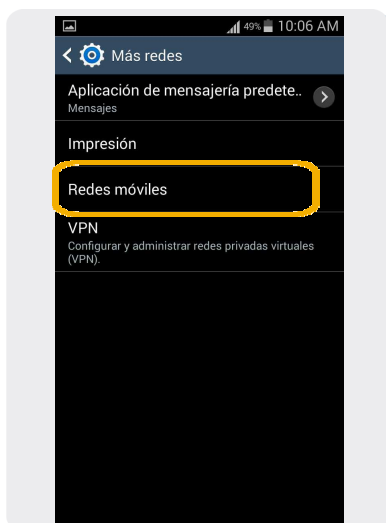 49% 10:06 AM
Más redes
Aplicación de mensajería predete..
Mensajes
Impresión
Redes móviles
VPN
Configurar y administrar redes privadas virtuales
(VPN).